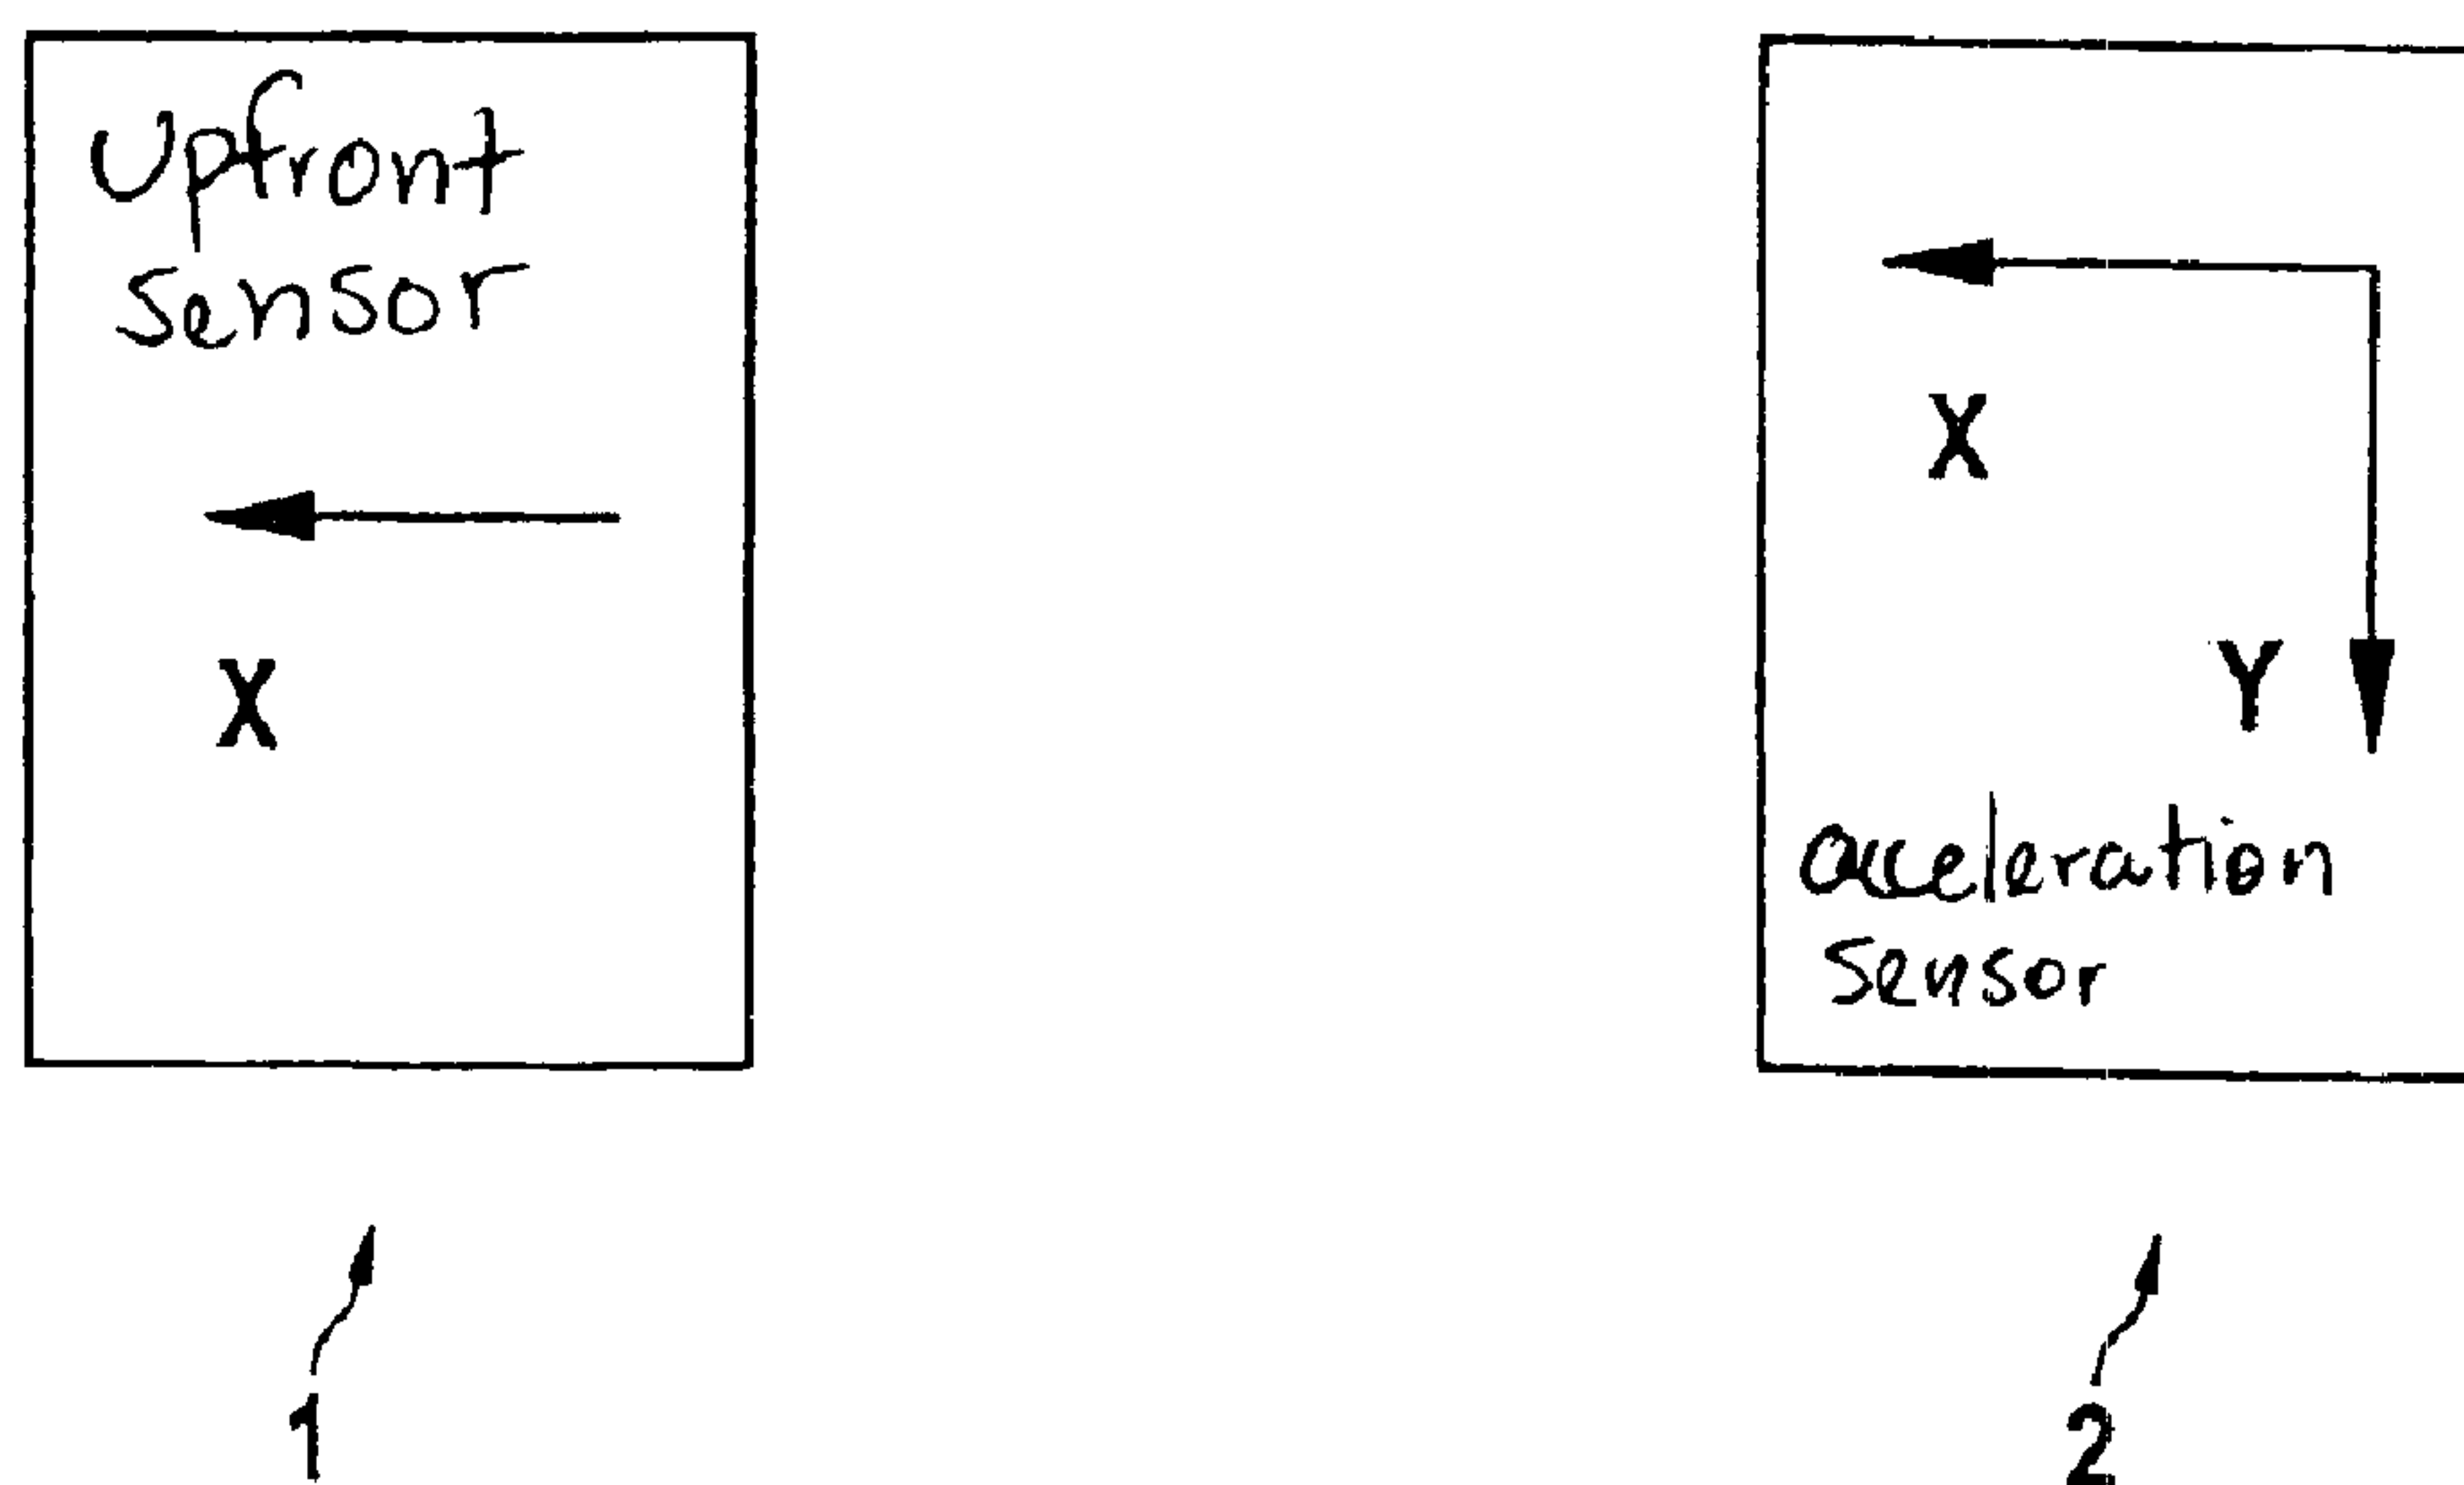 Upfront
Sensor
X
X
Y
acceleration
Sensor
1
2